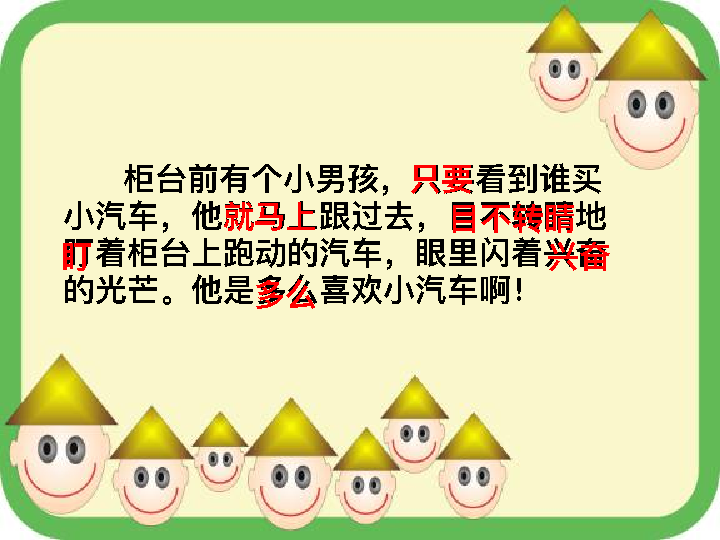 柜台前有个小男孩，只要看到谁买
小汽车，他就马上跟过去，目不转睛地
盯着柜台上跑动的汽车，眼里闪着兴奋
的光芒。他是多么喜欢小汽车啊！